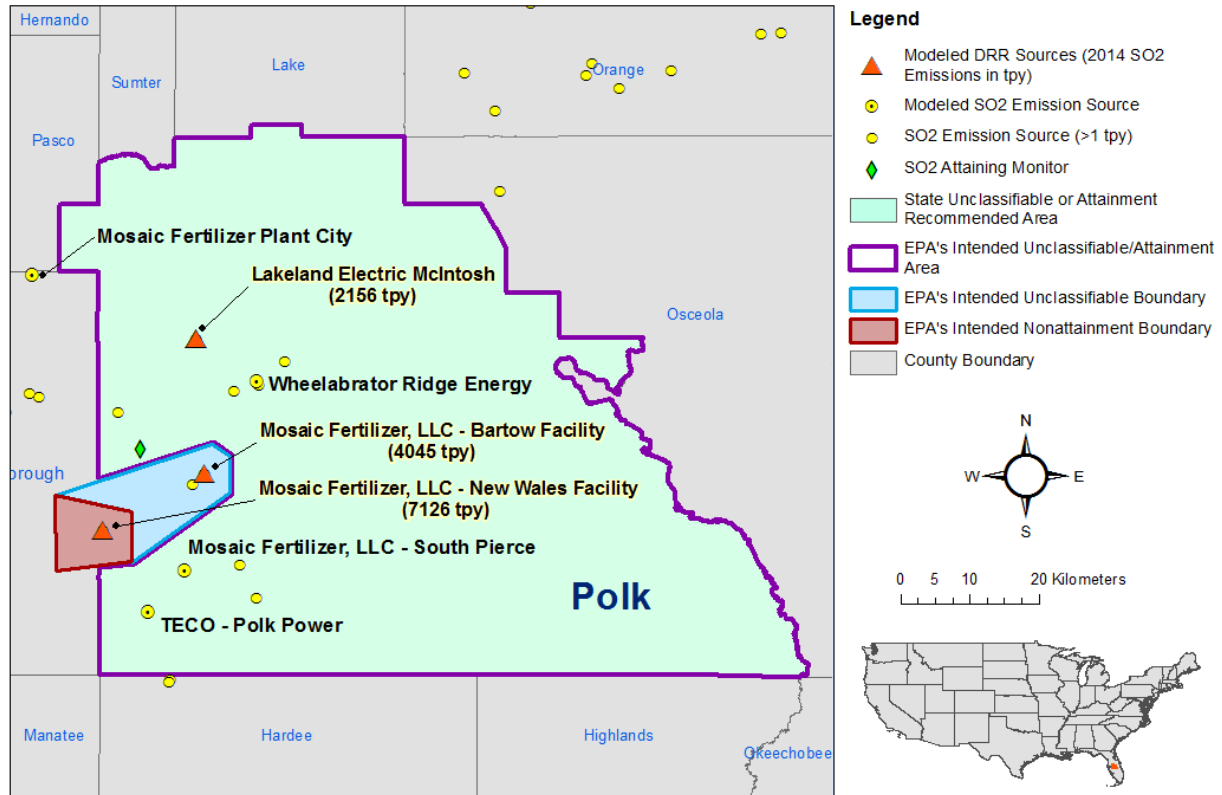 Hernando
Sumter
Lake
Orange
Pasco
Mosaic Fertilizer Plant City
Lakeland Electric McIntosh
(2156 tpy)
Osceola
Wheelabrator Ridge Energy
Mosaic Fertilizer, LLC - Bartow Facility
(4045 tpy)
orough
Mosaic Fertilizer, LLC - New Wales Facility
(7126 tpy)
Mosaic Fertilizer, LLC - South Pierce
Polk
TECO - Polk Power
Manatee
Hardee
Highlands
Okeechobee
Legend
Modeled DRR Sources (2014 SO2
Emissions in tpy)
Modeled SO2 Emission Source
SO2 Emission Source (>1 tpy)
SO2 Attaining Monitor
State Unclassifiable or Attainment
Recommended Area
EPA's Intended Unclassifiable/Attainment
Area
EPA's Intended Unclassifiable Boundary
EPA's Intended Nonattainment Boundary
County Boundary
N
W E
S
0 5 10 20 Kilometers